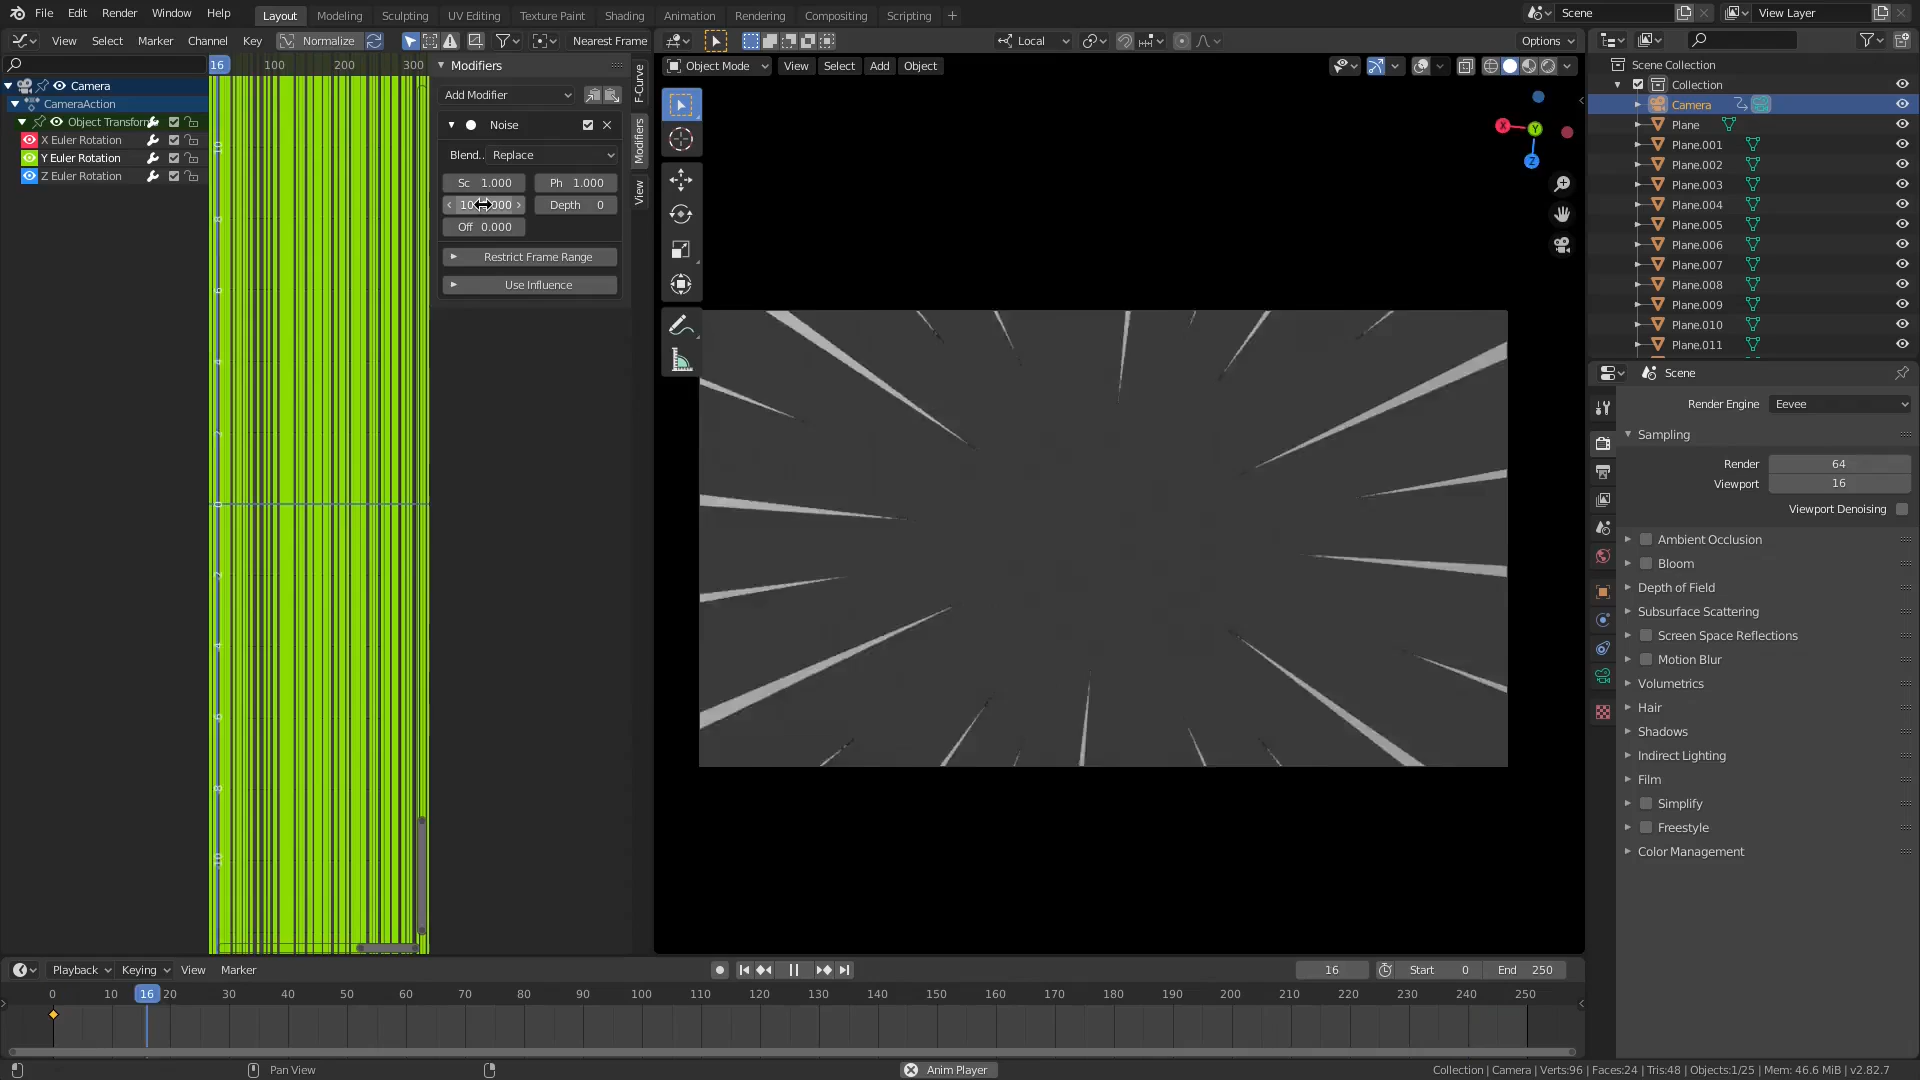 File Edit Render Window Help Layout Modeling Sculpting UV Editing Texture Paint Shading Animation Rendering Compositing Scripting + Scene View Layer
View Select Marker Channel Key Normalize Nearest Frame Local Options
16 100 200 300 Modifiers Object Mode View Select Add Object Scene Collection
Camera Collection
CameraAction Add Modifier Camera
Object Transform Noise Plane
X Euler Rotation Plane.001
Y Euler Rotation Blend.. Replace Plane.002
Z Euler Rotation Sc 1.000 Ph 1.000 Plane.003
Depth 0 Plane.004
Off 0.000 Plane.005
Plane.006
Restrict Frame Range Plane.007
Use Influence Plane.008
Plane.009
Plane.010
Plane.011
F-Curve
Modifiers
View
X Y Z
Scene
Render Engine Eevee
Sampling
Render 64
Viewport 16
Viewport Denoising
Ambient Occlusion
Bloom
Depth of Field
Subsurface Scattering
Screen Space Reflections
Motion Blur
Volumetrics
Hair
Shadows
Indirect Lighting
Film
Simplify
Freestyle
Color Management
Playback Keying View Marker 16 Start 0 End 250
0 10 16 20 30 40 50 60 70 80 90 100 110 120 130 140 150 160 170 180 190 200 210 220 230 240 250
Pan View Anim Player Collection | Camera | Verts:96 | Faces:24 | Tris:48 | Objects:1/25 | Mem: 46.6 MiB | v2.82.7